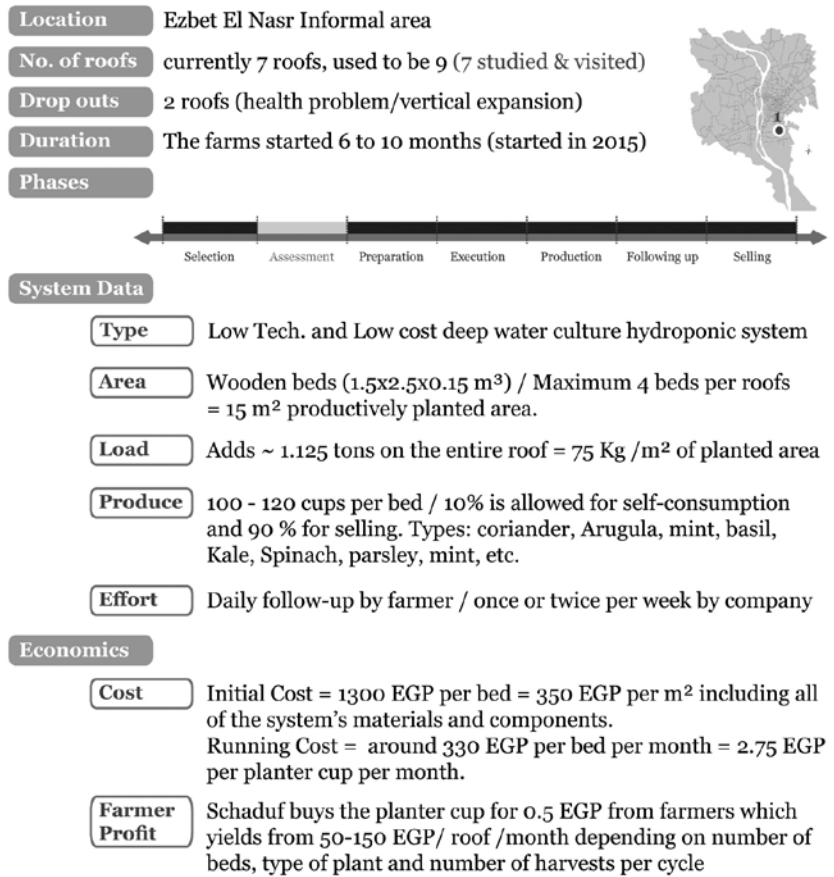 Location Ezbet El Nasr Informal area
No. of roofs currently 7 roofs, used to be 9 (7 studied & visited)
Drop outs 2 roofs (health problem/vertical expansion)
Duration The farms started 6 to 10 months (started in 2015)
1
Phases
Selection Assessment Preparation Execution Production Following up Selling
System Data
Type Low Tech. and Low cost deep water culture hydroponic system
Area Wooden beds (1.5x2.5x0.15 m³) / Maximum 4 beds per roofs
= 15 m² productively planted area.
Load Adds ~ 1.125 tons on the entire roof = 75 Kg /m² of planted area
Produce 100 - 120 cups per bed / 10% is allowed for self-consumption
and 90 % for selling. Types: coriander, Arugula, mint, basil,
Kale, Spinach, parsley, mint, etc.
Effort Daily follow-up by farmer / once or twice per week by company
Economics
Cost Initial Cost = 1300 EGP per bed = 350 EGP per m² including all
of the system's materials and components.
Running Cost = around 330 EGP per bed per month = 2.75 EGP
per planter cup per month.
Farmer Profit Schaduf buys the planter cup for 0.5 EGP from farmers which
yields from 50-150 EGP/ roof /month depending on number of
beds, type of plant and number of harvests per cycle